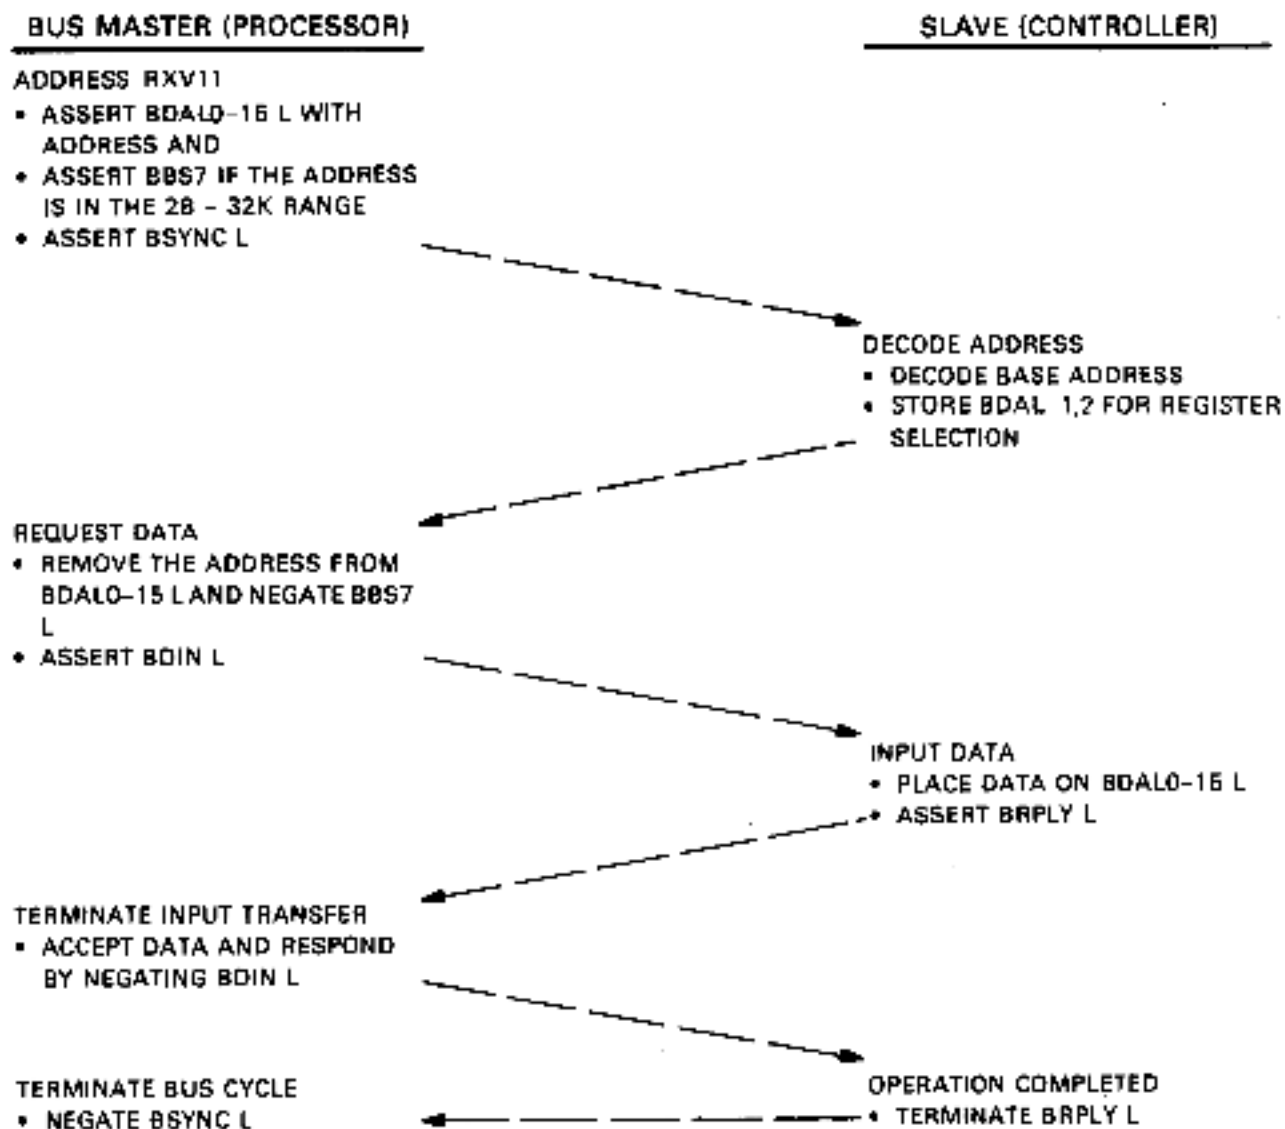 BUS MASTER (PROCESSOR)
SLAVE (CONTROLLER)
ADDRESS RXV11
• ASSERT BDAL0–15 L WITH
ADDRESS AND
• ASSERT BBS7 IF THE ADDRESS
IS IN THE 28 – 32K RANGE
• ASSERT BSYNC L
DECODE ADDRESS
• DECODE BASE ADDRESS
• STORE BDAL 1,2 FOR REGISTER
SELECTION
REQUEST DATA
• REMOVE THE ADDRESS FROM
BDAL0–15 L AND NEGATE BBS7
L
• ASSERT BDIN L
INPUT DATA
• PLACE DATA ON BDAL0–15 L
• ASSERT BRPLY L
TERMINATE INPUT TRANSFER
• ACCEPT DATA AND RESPOND
BY NEGATING BDIN L
OPERATION COMPLETED
• TERMINATE BRPLY L
TERMINATE BUS CYCLE
• NEGATE BSYNC L